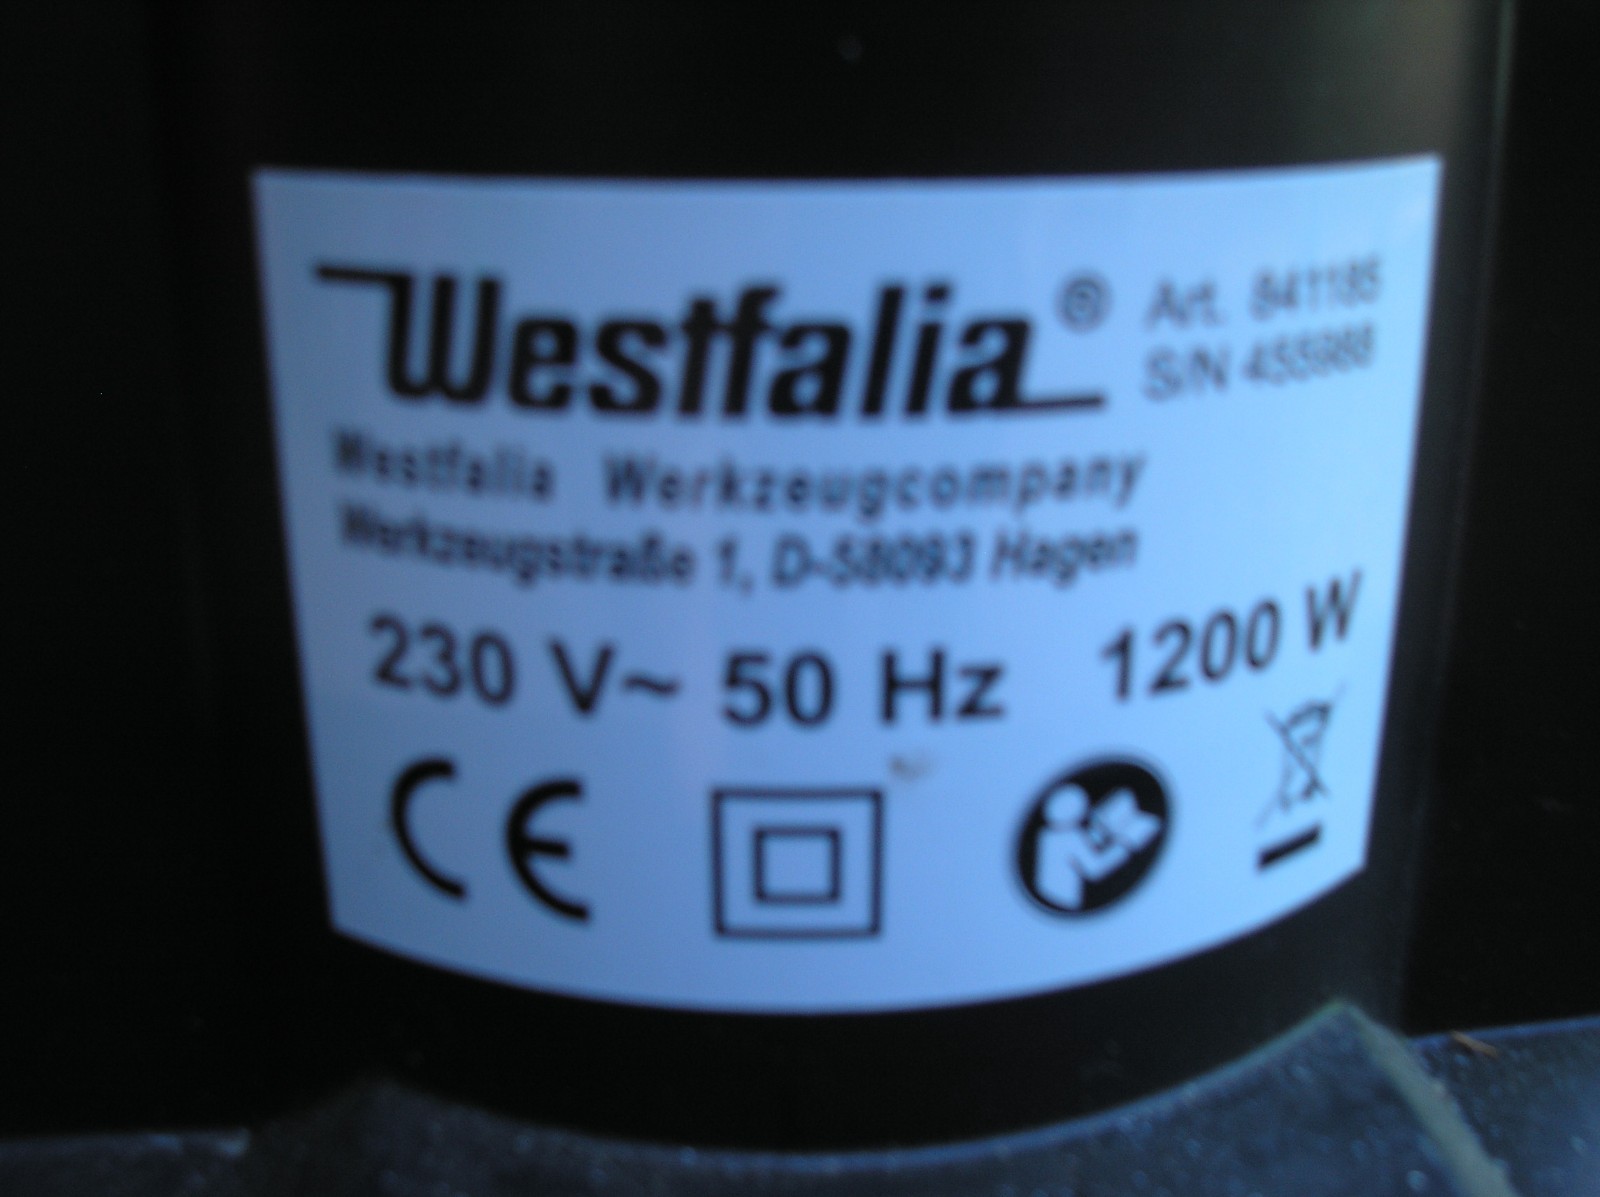 Westfalia® Art. 841185
S/N 455988
Westfalia Werkzeugcompany
Werkzeugstraße 1, D-58093 Hagen
230 V~ 50 Hz 1200 W
CE